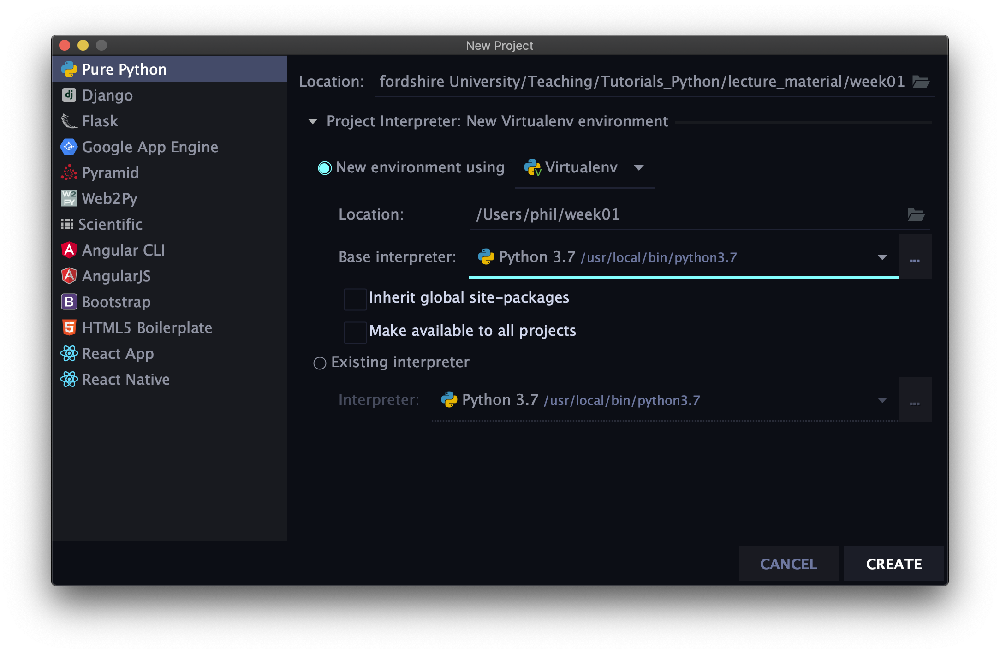 New Project
Pure Python
Django
Flask
Google App Engine
Pyramid
Web2Py
Scientific
Angular CLI
AngularJS
Bootstrap
HTML5 Boilerplate
React App
React Native
Location: fordshire University/Teaching/Tutorials_Python/lecture_material/week01
Project Interpreter: New Virtualenv environment
New environment using Virtualenv
Location: /Users/phil/week01
Base interpreter: Python 3.7 /usr/local/bin/python3.7 ...
Inherit global site-packages
Make available to all projects
Existing interpreter
Interpreter: Python 3.7 /usr/local/bin/python3.7 ...
CANCEL CREATE